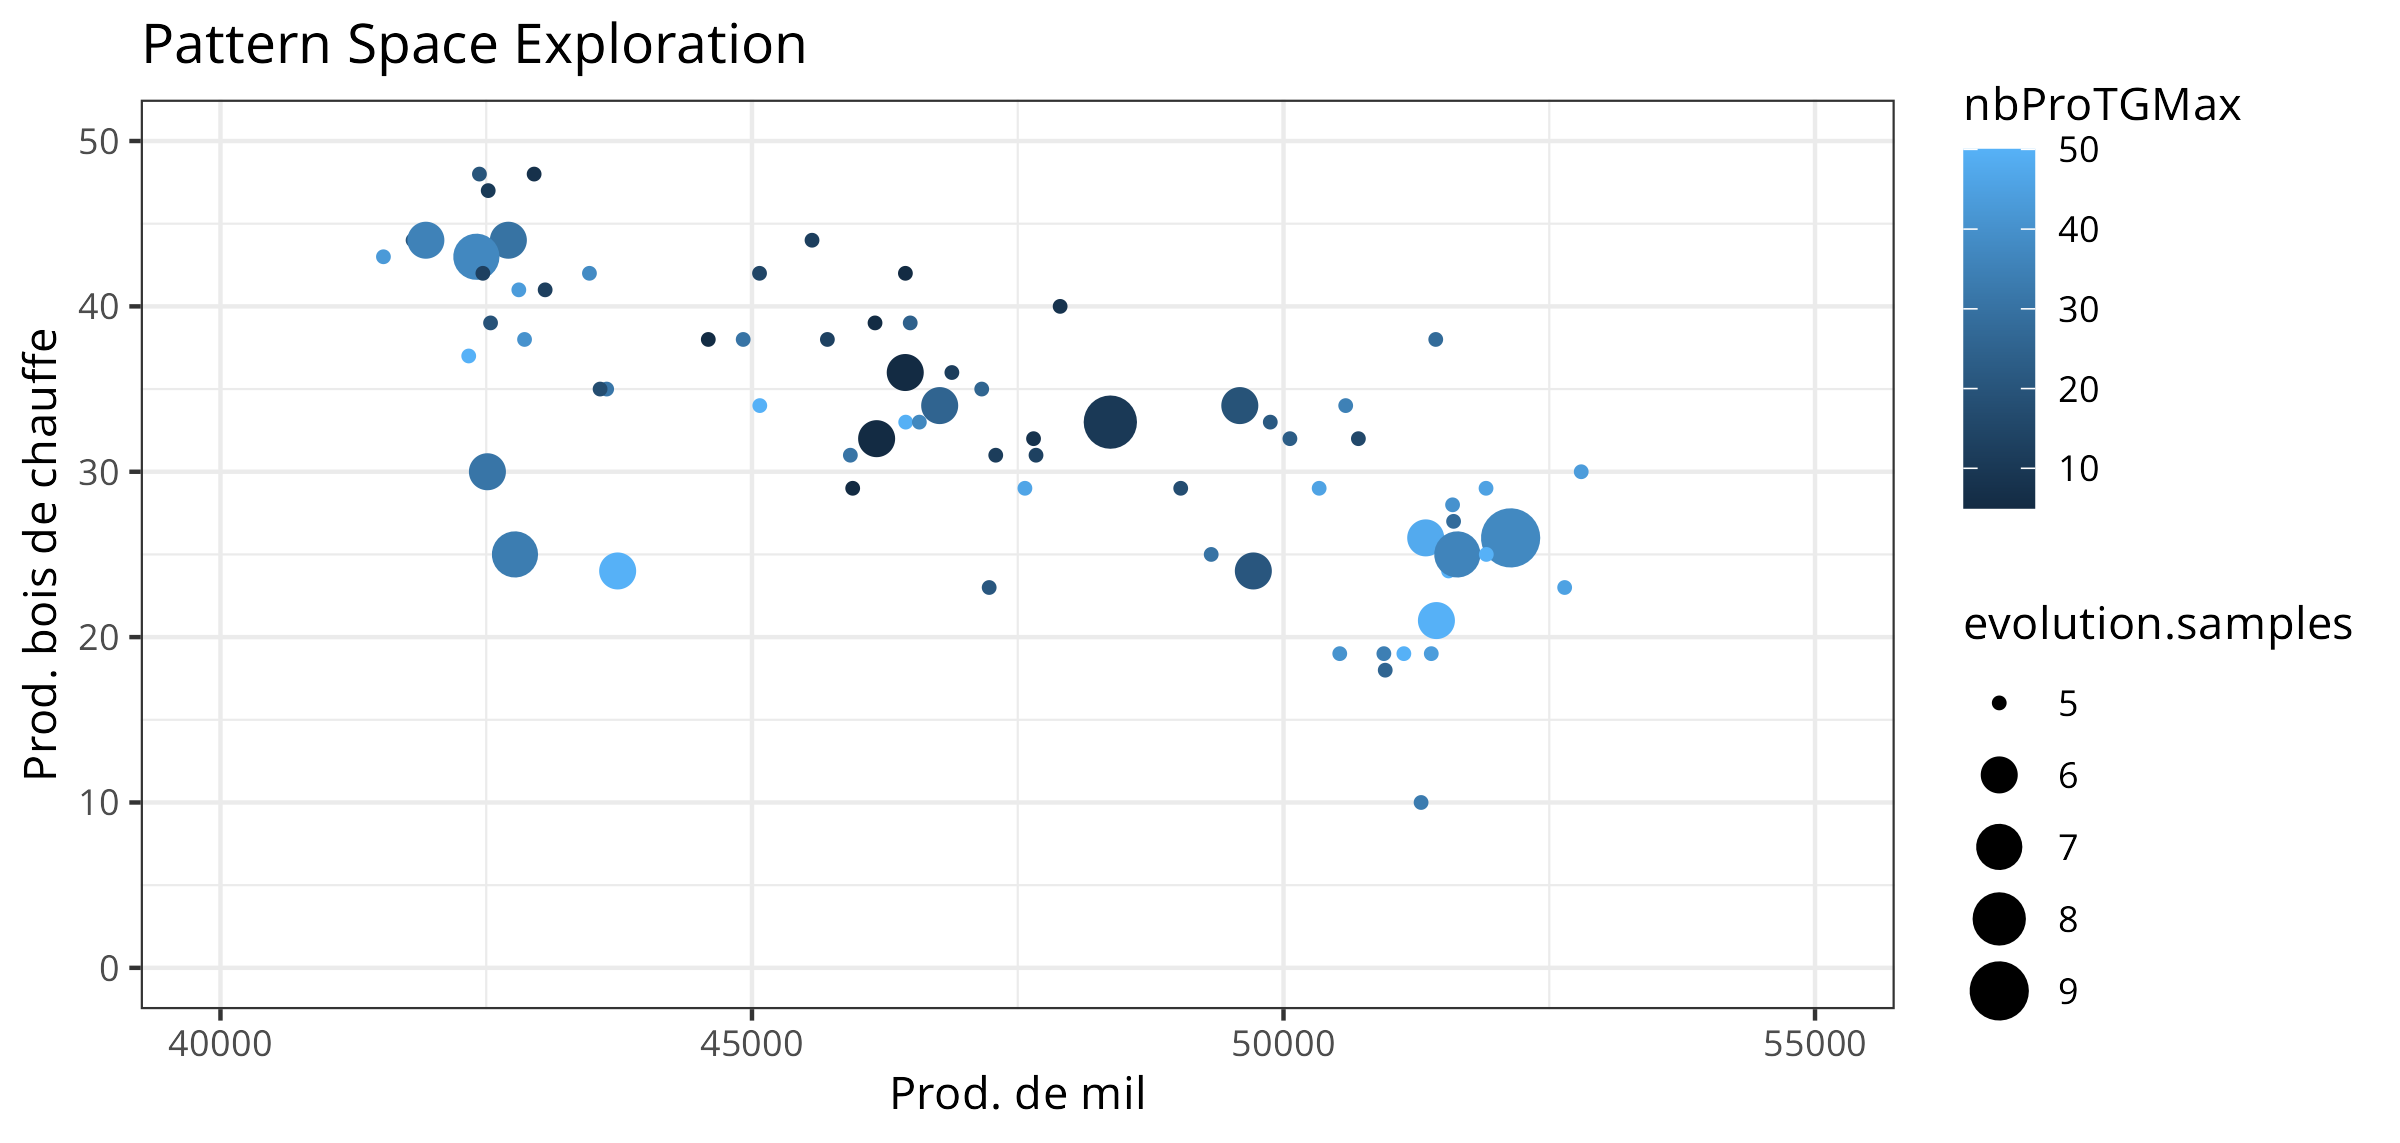 Pattern Space Exploration
Prod. bois de chauffe
50
40
30
20
10
0
40000 45000 50000 55000
Prod. de mil
nbProTGMax
50
40
30
20
10
evolution.samples
5
6
7
8
9